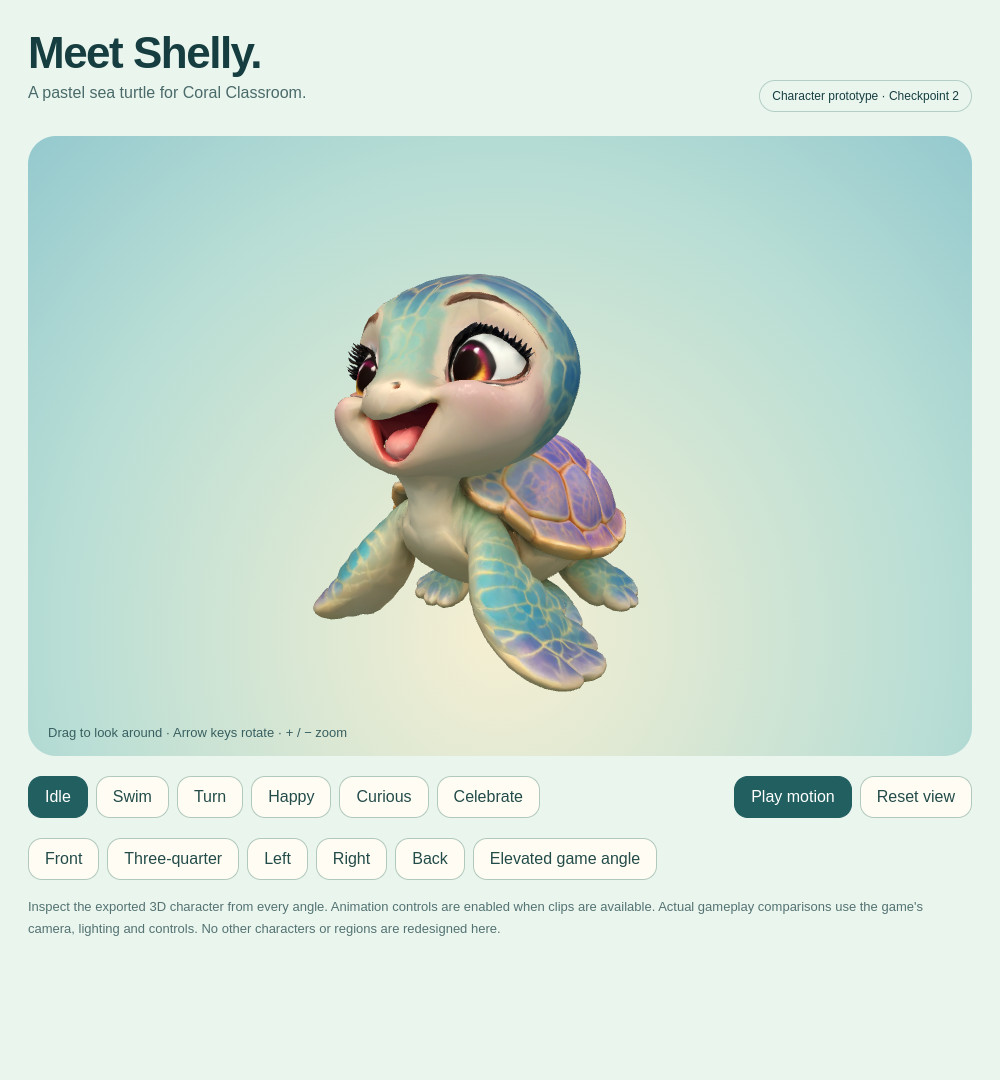 Meet Shelly.
A pastel sea turtle for Coral Classroom.
Character prototype · Checkpoint 2
Drag to look around · Arrow keys rotate · + / − zoom
Idle
Swim
Turn
Happy
Curious
Celebrate
Play motion
Reset view
Front
Three-quarter
Left
Right
Back
Elevated game angle
Inspect the exported 3D character from every angle. Animation controls are enabled when clips are available. Actual gameplay comparisons use the game's
camera, lighting and controls. No other characters or regions are redesigned here.